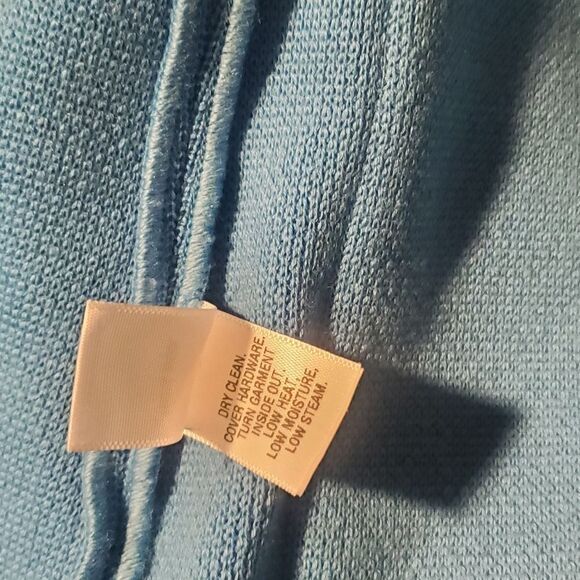 DRY CLEAN.
COVER HARDWARE.
TURN GARMENT
INSIDE OUT.
LOW HEAT,
LOW/MOISTURE,
LOW STEAM.